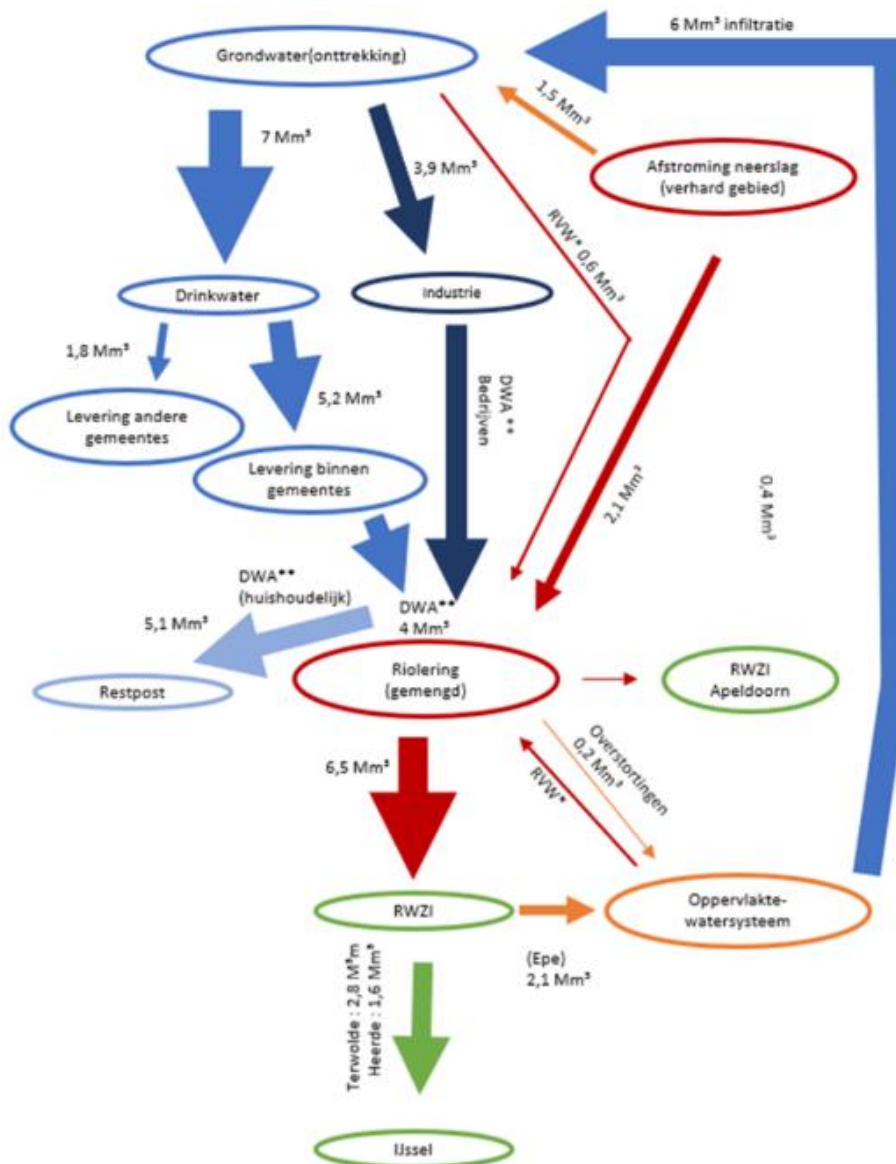 6 Mm³ infiltratie
Grondwater(onttrekking)
1,5 Mm³
7 Mm³
3,9 Mm³
Afstroming neerslag
(verhard gebied)
RVW* 0,6 Mm³
Drinkwater
Industrie
1,8 Mm³
DWA **
Bedrijven
5,2 Mm³
Levering andere
gemeentes
Levering binnen
gemeentes
2,1 Mm³
0,4 Mm³
DWA**
(huishoudelijk)
5,1 Mm³
DWA**
4 Mm³
Restpost
Riolering
(gemengd)
RWZI
Apeldoorn
6,5 Mm³
Overstortingen
0,2 Mm³
RVW*
RWZI
Oppervlakte-
watersysteem
(Epe)
2,1 Mm³
Terwolde : 2,8 M³m
Heerde : 1,6 Mm³
IJssel